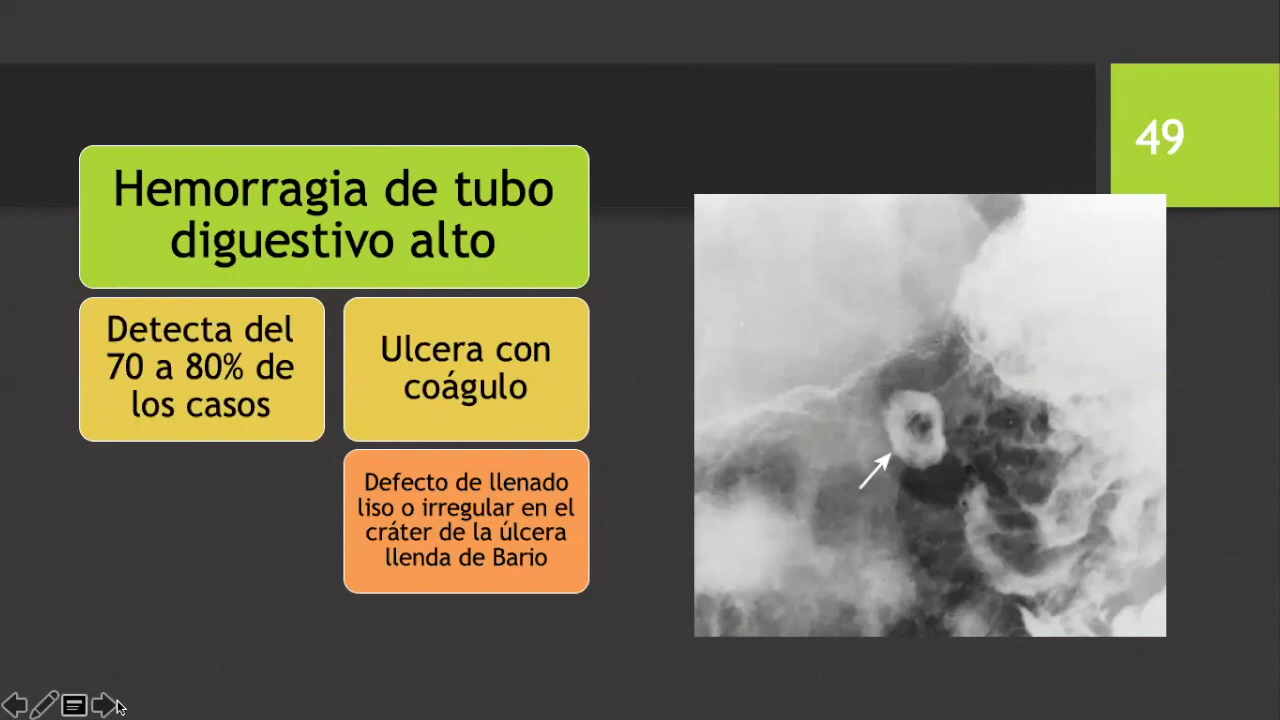 49
Hemorragia de tubo
diguestivo alto
Detecta del
70 a 80% de
los casos
Ulcera con
coágulo
Defecto de llenado
liso o irregular en el
cráter de la úlcera
llenda de Bario